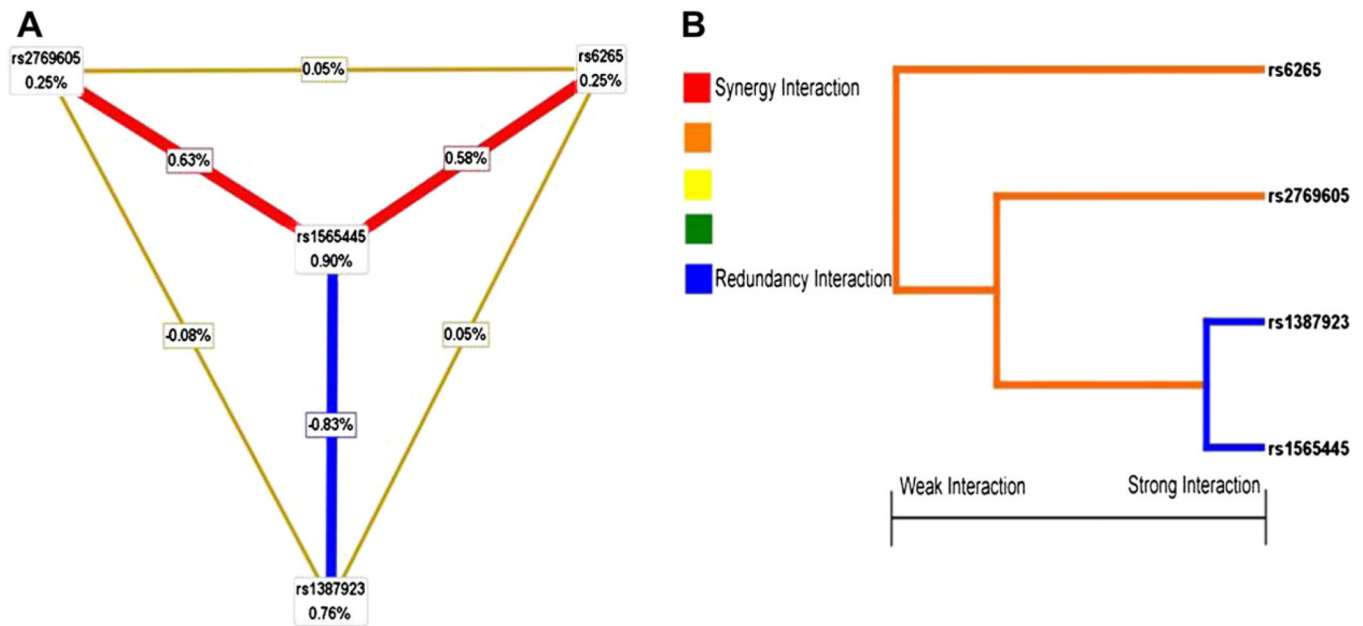 A
rs2769605
0.25%
0.05%
rs6265
0.25%
0.63%
0.58%
rs1565445
0.90%
-0.08%
0.05%
-0.83%
rs1387923
0.76%
B
Synergy Interaction
Redundancy Interaction
rs6265
rs2769605
rs1387923
rs1565445
Weak Interaction
Strong Interaction